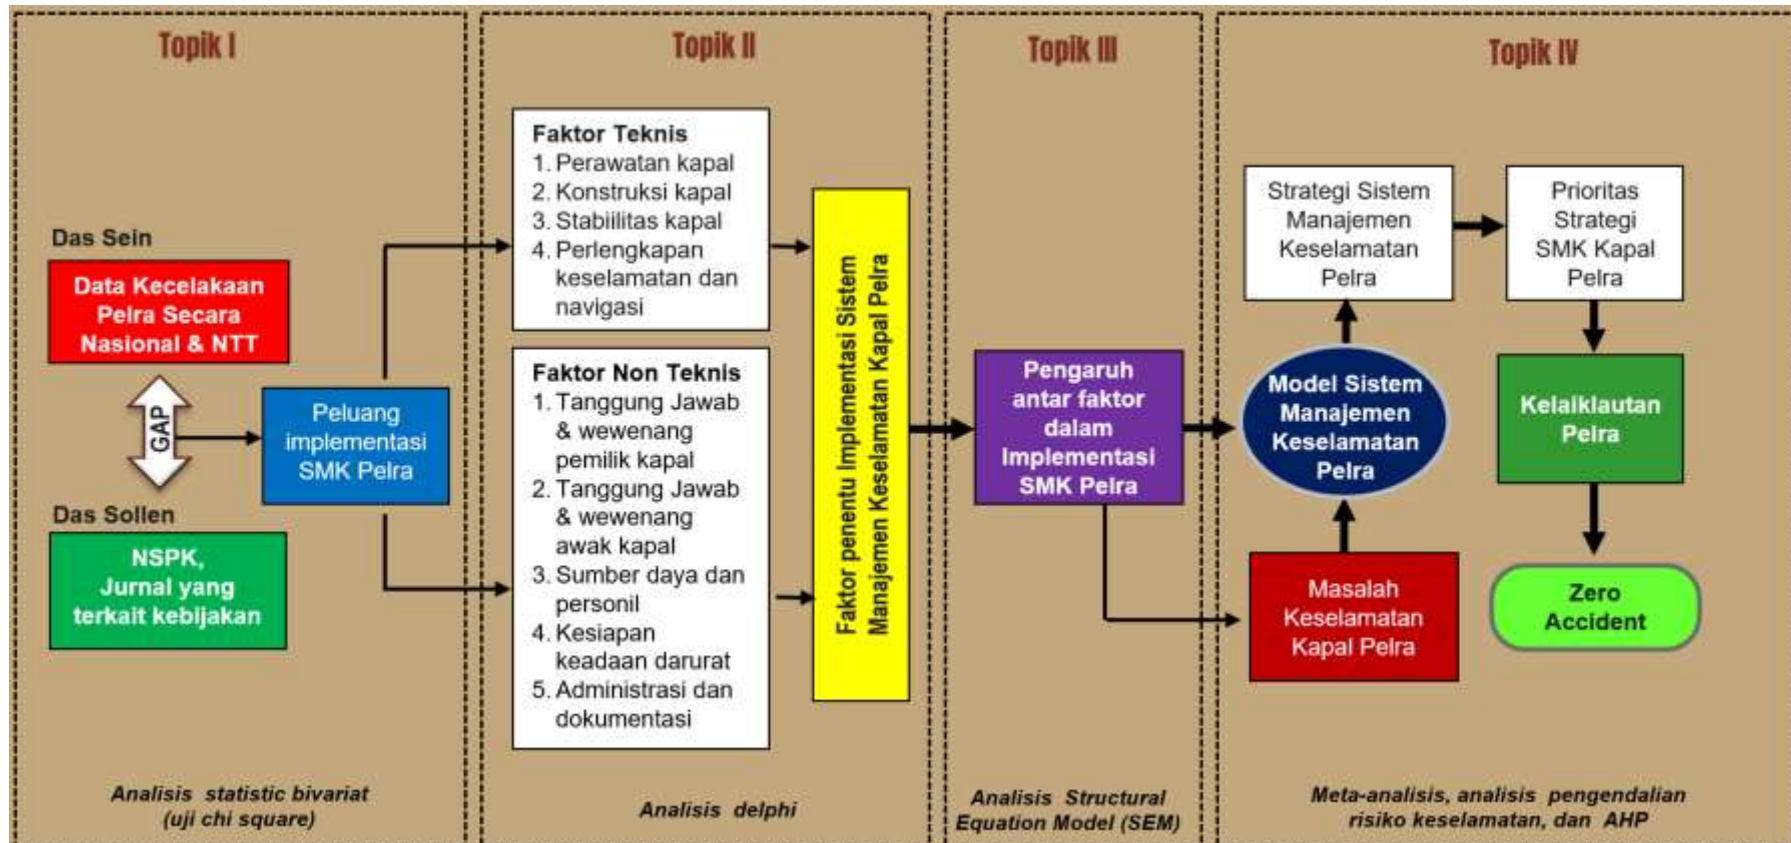 Topik I
Das Sein
Data Kecelakaan
Pelra Secara
Nasional & NTT
GAP
Peluang
implementasi
SMK Pelra
Das Sollen
NSPK,
Jurnal yang
terkait kebijakan
Analisis statistic bivariat
(uji chi square)
Topik II
Faktor Teknis
1. Perawatan kapal
2. Konstruksi kapal
3. Stabiilitas kapal
4. Perlengkapan
keselamatan dan
navigasi
Faktor Non Teknis
1. Tanggung Jawab
& wewenang
pemilik kapal
2. Tanggung Jawab
& wewenang
awak kapal
3. Sumber daya dan
personil
4. Kesiapan
keadaan darurat
5. Administrasi dan
dokumentasi
Faktor penentu Implementasi Sistem
Manajemen Keselamatan Kapal Pelra
Analisis delphi
Topik III
Pengaruh
antar faktor
dalam
Implementasi
SMK Pelra
Analisis Structural
Equation Model (SEM)
Topik IV
Strategi Sistem
Manajemen
Keselamatan
Pelra
Prioritas
Strategi
SMK Kapal
Pelra
Model Sistem
Manajemen
Keselamatan
Pelra
Kelaiklautan
Pelra
Masalah
Keselamatan
Kapal Pelra
Zero
Accident
Meta-analisis, analisis pengendalian
risiko keselamatan, dan AHP